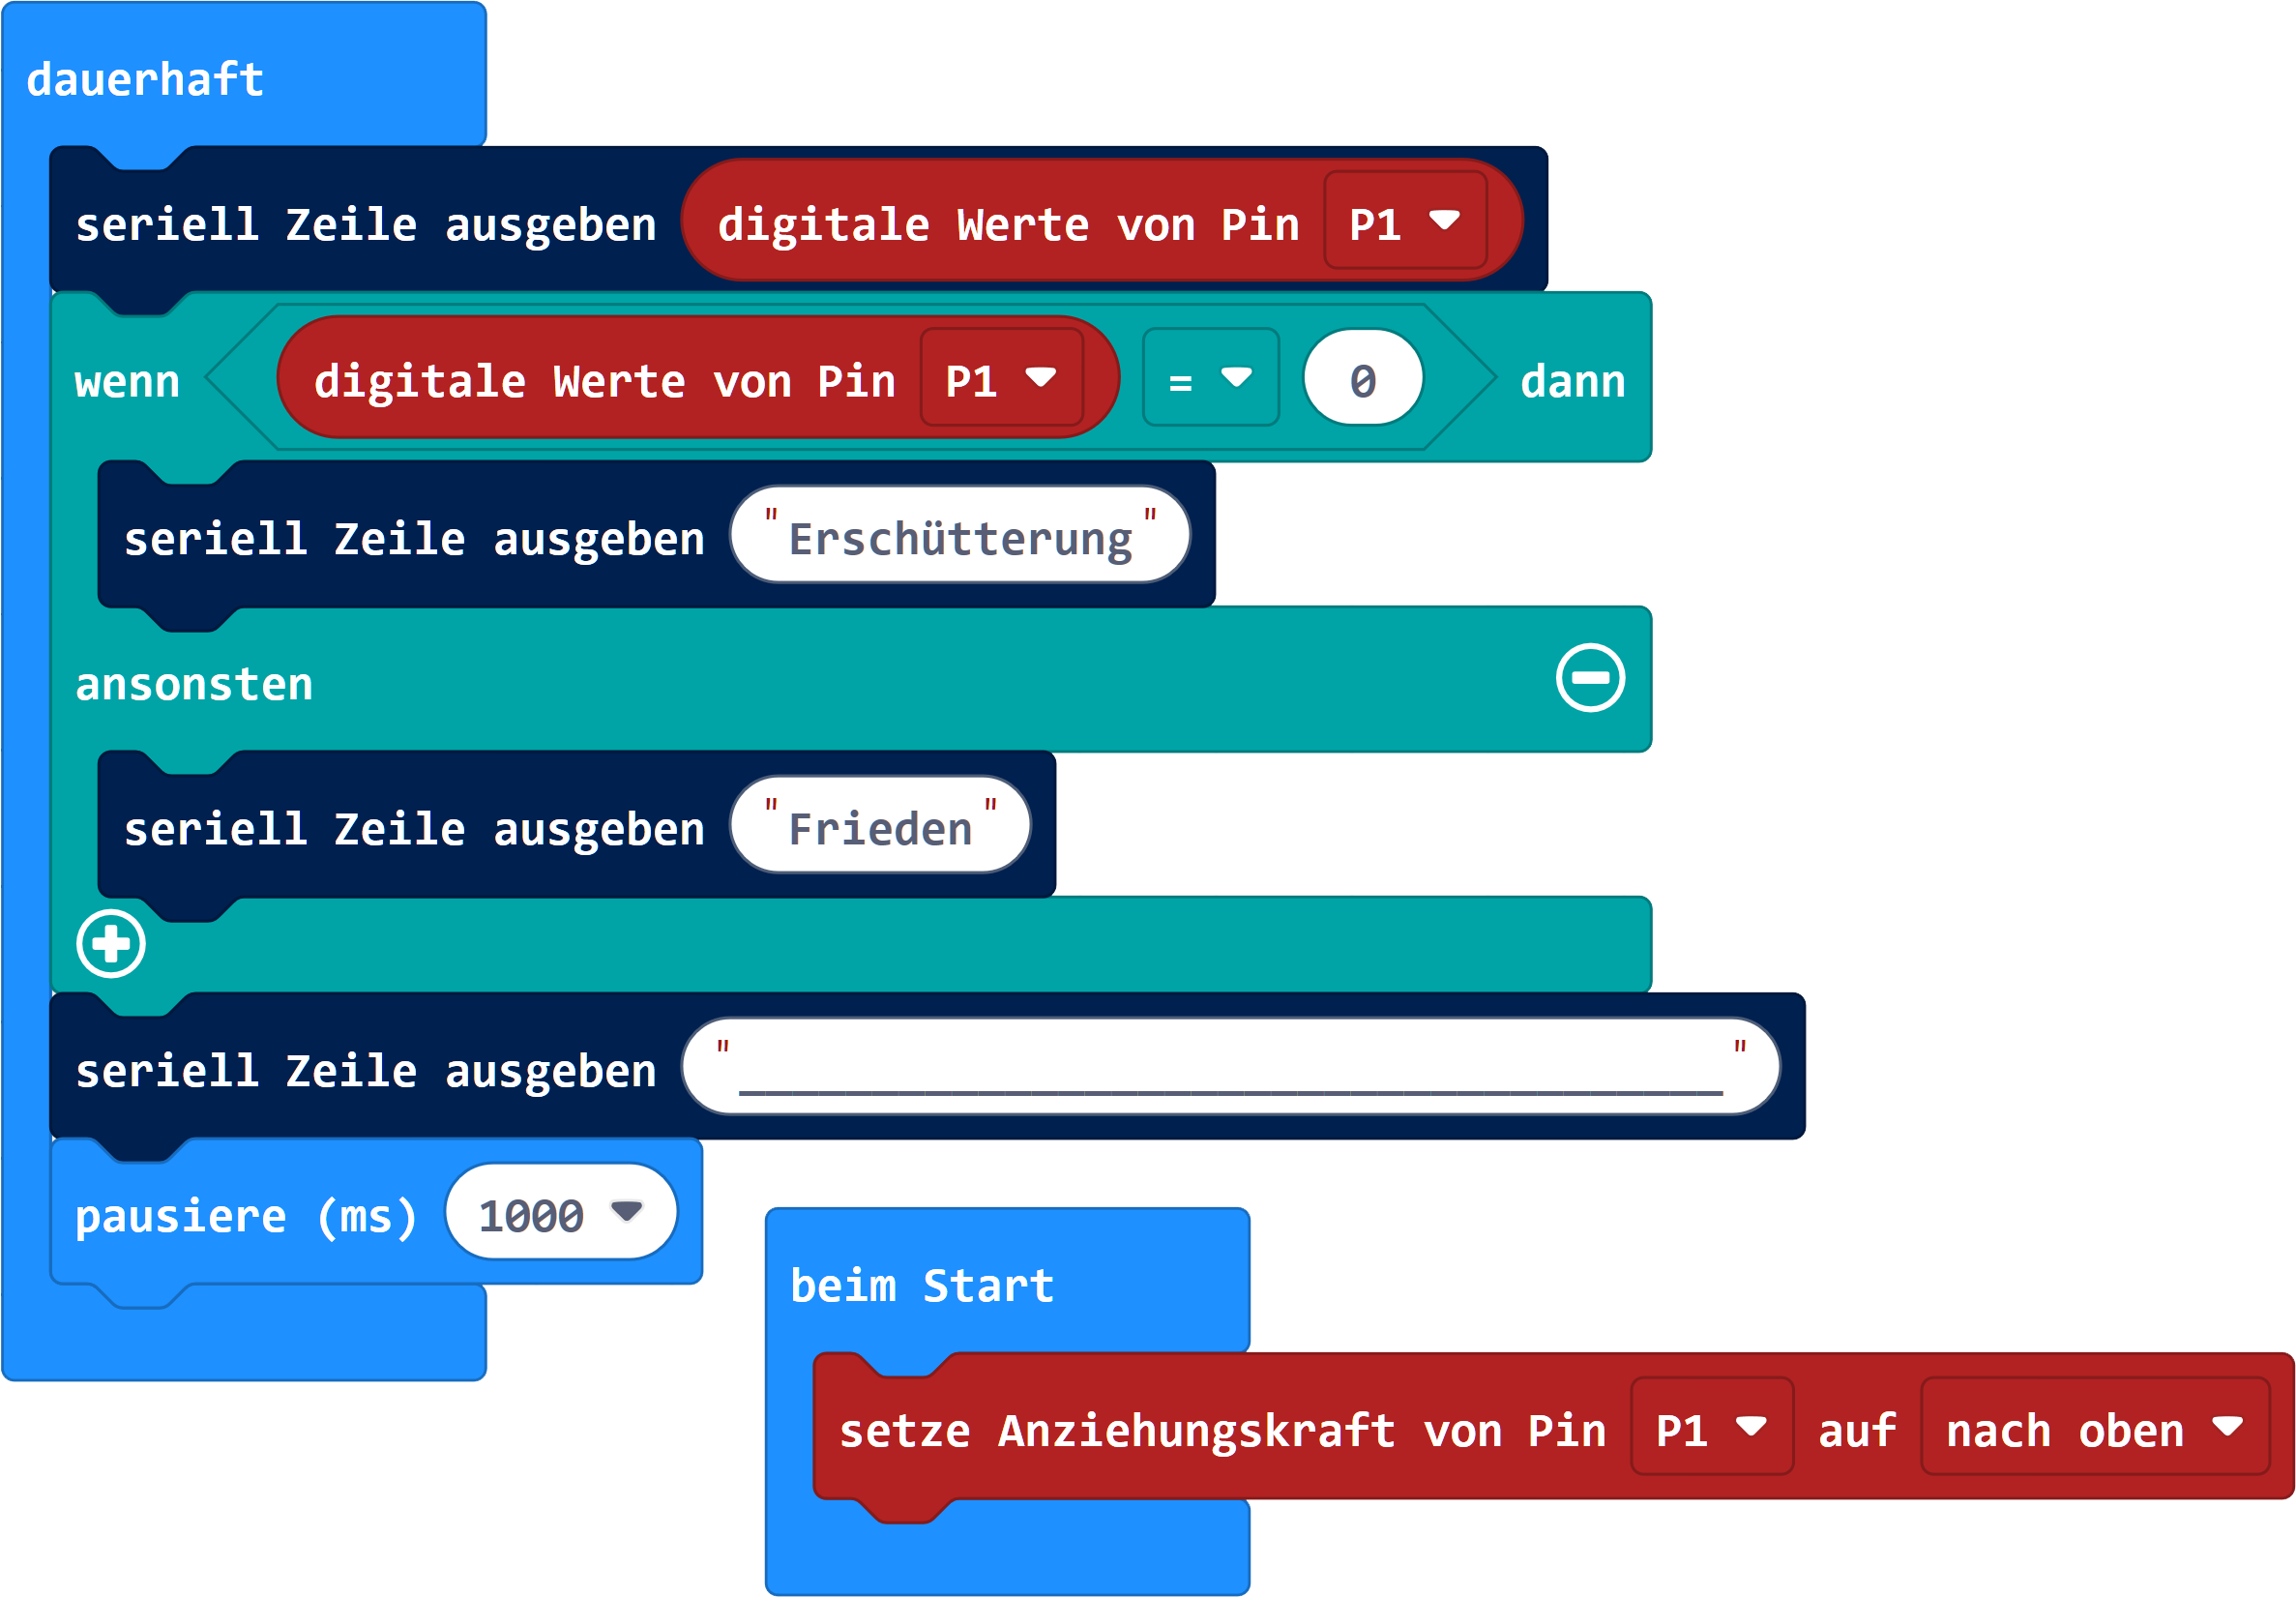 dauerhaft
seriell Zeile ausgeben digitale Werte von Pin P1
wenn digitale Werte von Pin P1 = 0 dann
seriell Zeile ausgeben "Erschütterung"
ansonsten
seriell Zeile ausgeben "Frieden"
seriell Zeile ausgeben "_____________________________________"
pausiere (ms) 1000
beim Start
setze Anziehungskraft von Pin P1 auf nach oben